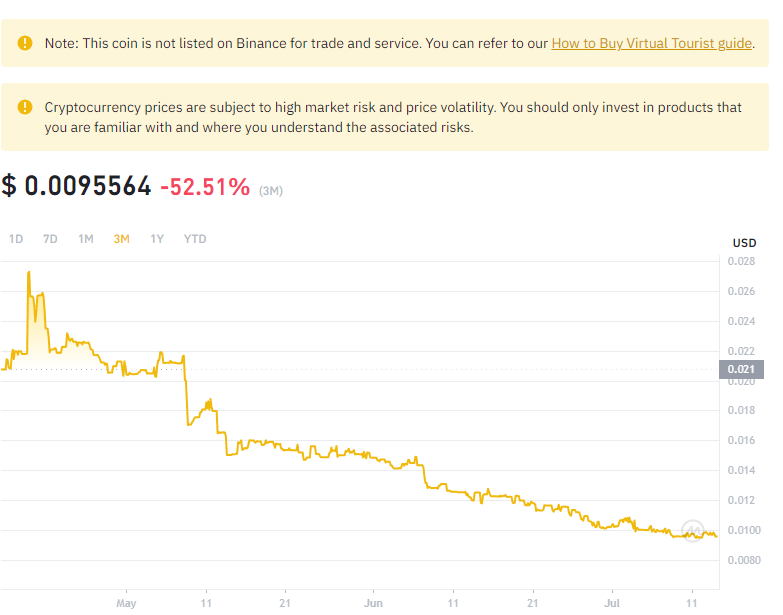 Note: This coin is not listed on Binance for trade and service. You can refer to our How to Buy Virtual Tourist guide.
Cryptocurrency prices are subject to high market risk and price volatility. You should only invest in products that
you are familiar with and where you understand the associated risks.
$ 0.0095564 -52.51% (3M)
1D 7D 1M 3M 1Y YTD
USD
0.028
0.026
0.024
0.022
0.021
0.020
0.018
0.016
0.014
0.012
0.0100
0.0080
May 11 21 Jun 11 21 Jul 11